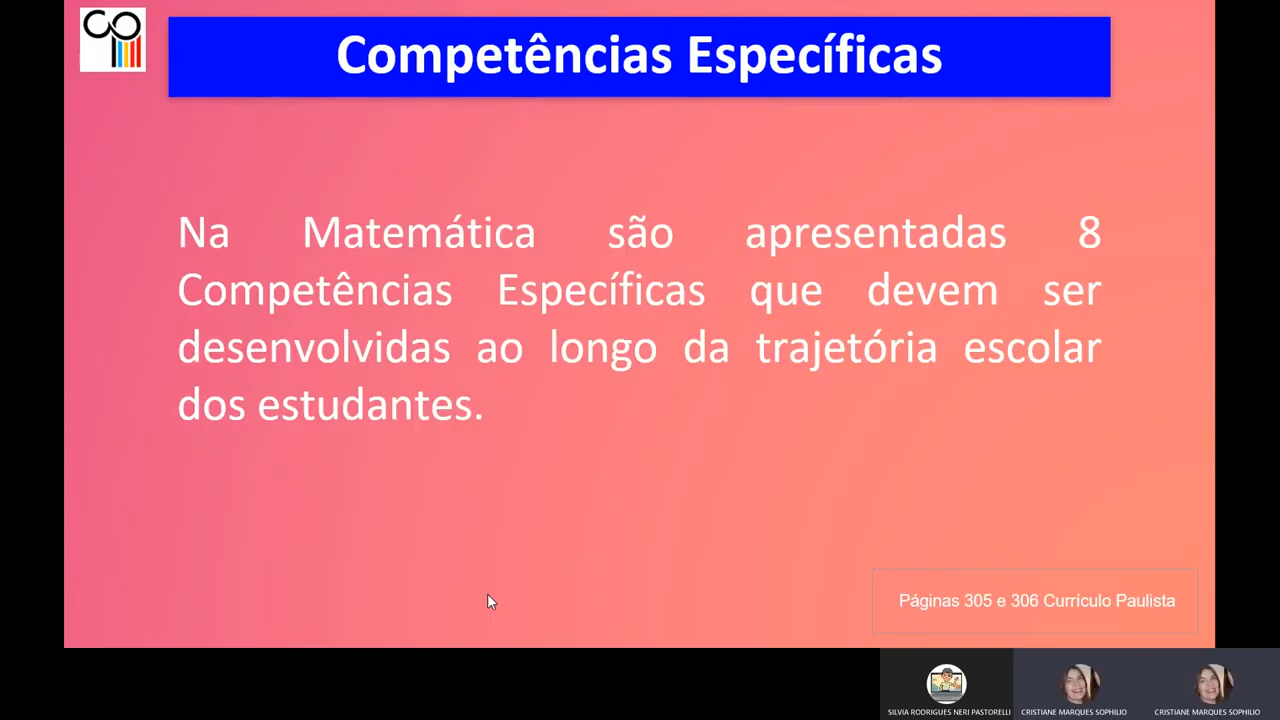 Competências Específicas
Na Matemática são apresentadas 8
Competências Específicas que devem ser
desenvolvidas ao longo da trajetória escolar
dos estudantes.
Páginas 305 e 306 Currículo Paulista
SILVIA RODRIGUES NERI PASTORELLI
CRISTIANE MARQUES SOPHILIO
CRISTIANE MARQUES SOPHILIO